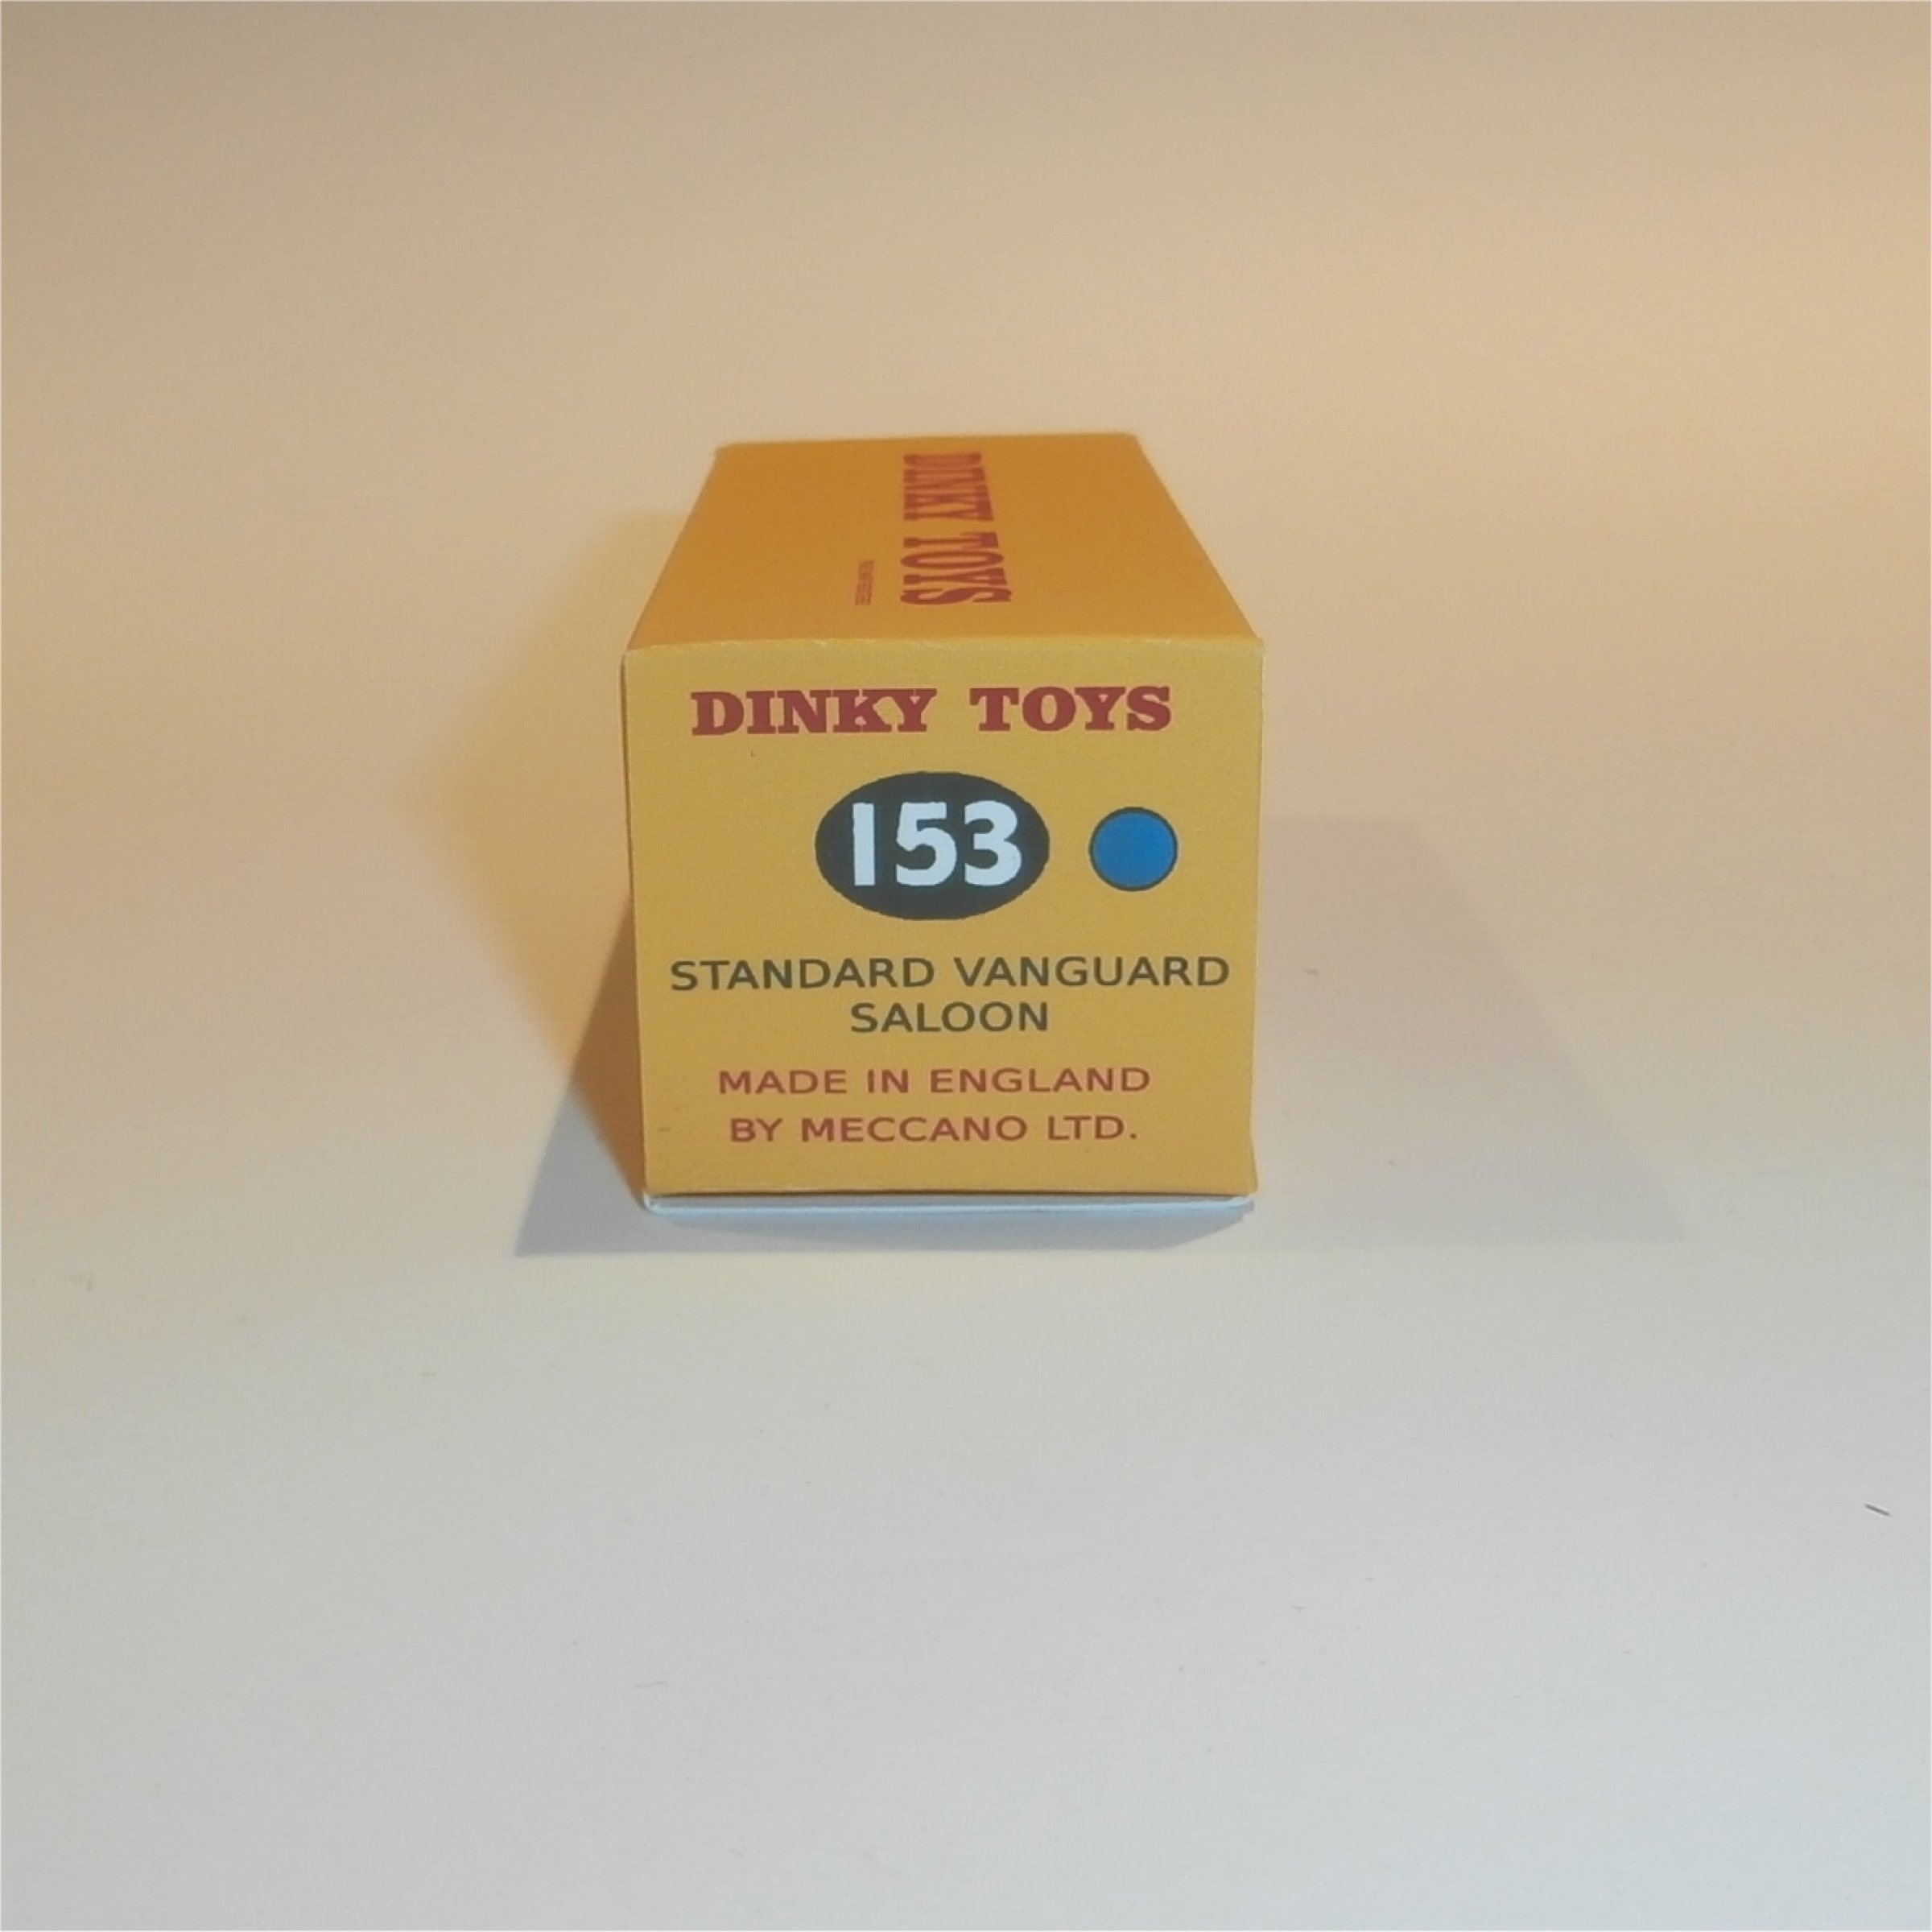 DINKY TOYS
DINKY TOYS
153
STANDARD VANGUARD
SALOON
MADE IN ENGLAND
BY MECCANO LTD.